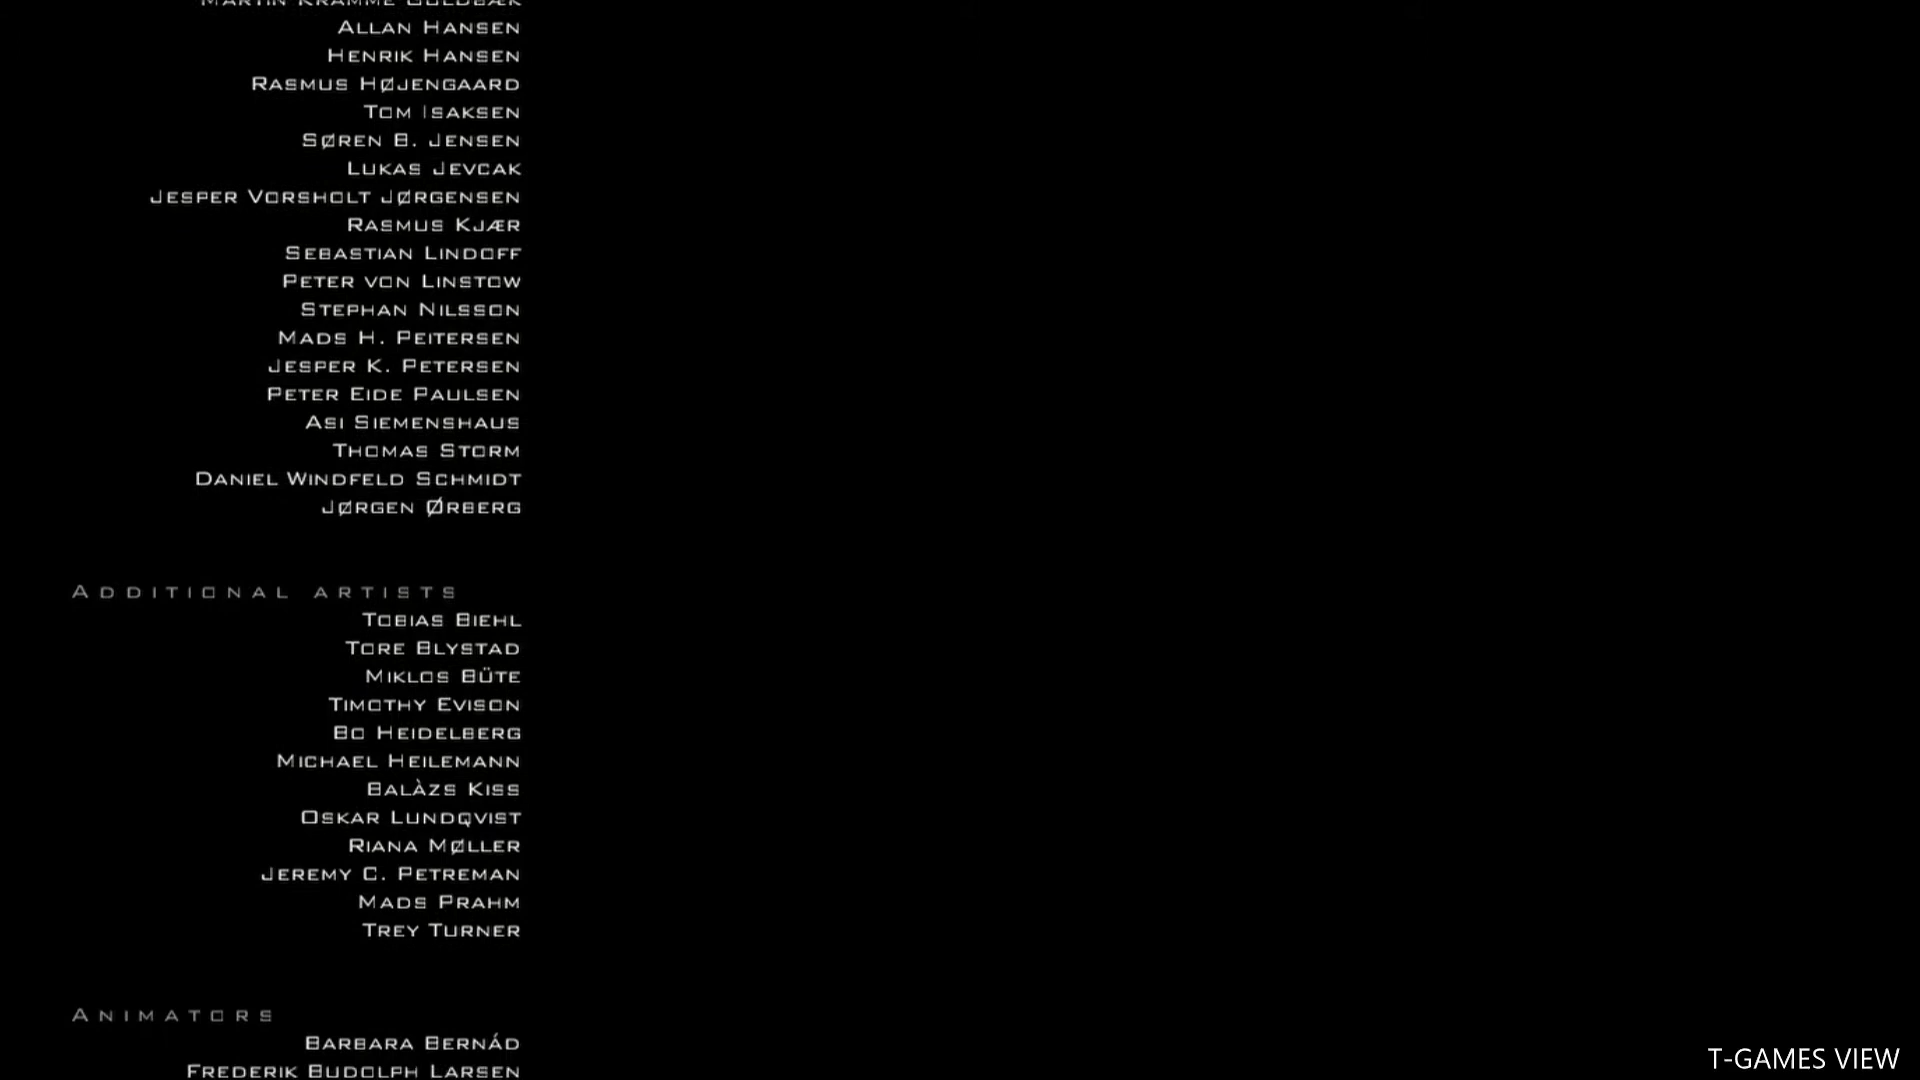 Martin Kramme Guldbæk
Allan Hansen
Henrik Hansen
Rasmus Højengaard
Tom Isaksen
Søren B. Jensen
Lukas Jevcak
Jesper Vorsholt Jørgensen
Rasmus Kjær
Sebastian Lindoff
Peter von Linstow
Stephan Nilsson
Mads H. Peitersen
Jesper K. Petersen
Peter Eide Paulsen
Asi Siemenshaus
Thomas Storm
Daniel Windfeld Schmidt
Jørgen Ørberg
Additional artists
Tobias Biehl
Tore Blystad
Miklos Büte
Timothy Evison
Bo Heidelberg
Michael Heilemann
Balàzs Kiss
Oskar Lundqvist
Riana Møller
Jeremy C. Petreman
Mads Prahm
Trey Turner
Animators
Barbara Bernád
Frederik Budolph Larsen
T-GAMES VIEW